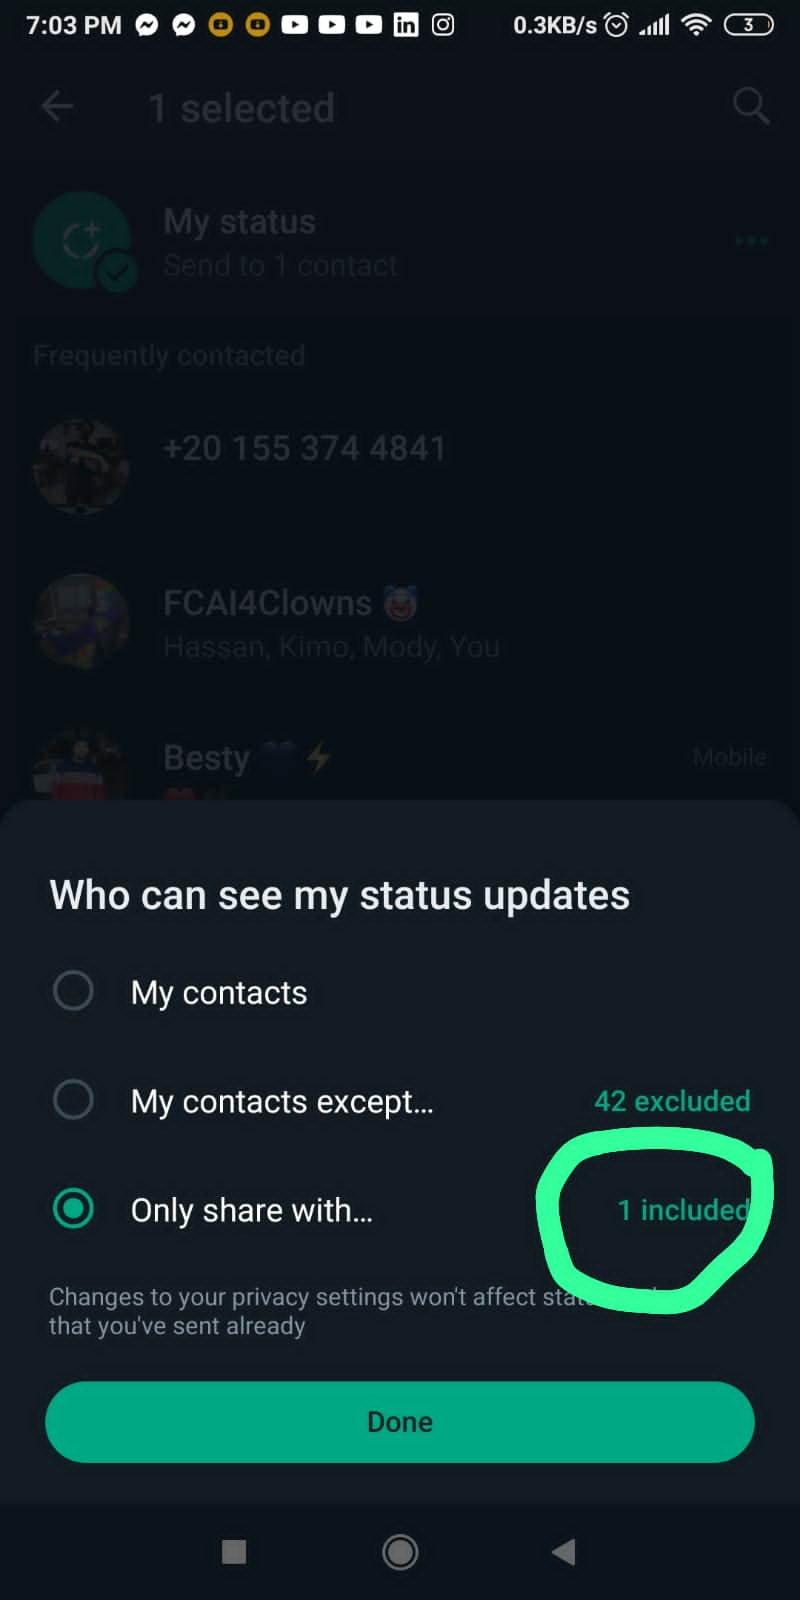 7:03 PM 0.3KB/s 3
1 selected
My status
Send to 1 contact
Frequently contacted
+20 155 374 4841
FCAI4Clowns 🤡
Hassan, Kimo, Mody, You
Besty 🖤⚡ Mobile
Who can see my status updates
My contacts
My contacts except... 42 excluded
Only share with... 1 included
Changes to your privacy settings won't affect
that you've sent already
Done